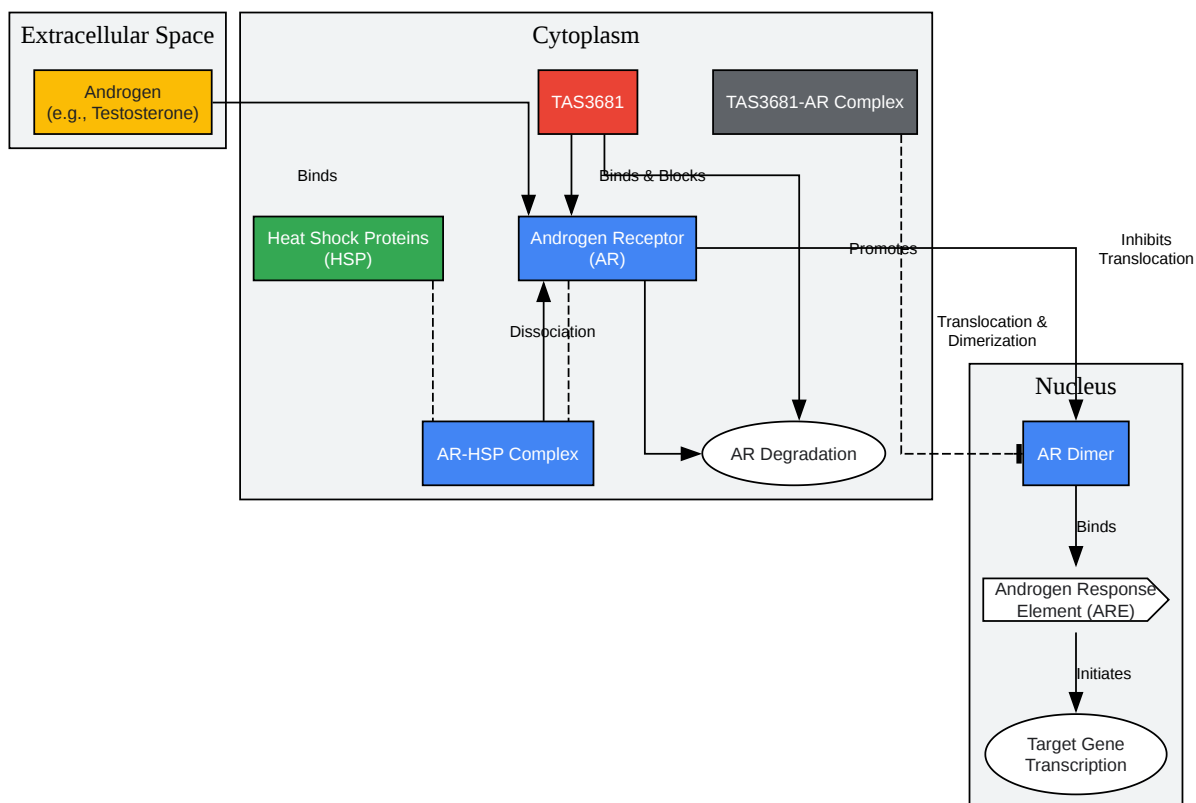 Extracellular Space
Cytoplasm
Androgen
(e.g., Testosterone)
TAS3681
TAS3681-AR Complex
Binds
Binds & Blocks
Heat Shock Proteins
(HSP)
Androgen Receptor
(AR)
Promotes
Inhibits
Translocation
Dissociation
Translocation &
Dimerization
Nucleus
AR-HSP Complex
AR Degradation
AR Dimer
Binds
Androgen Response
Element (ARE)
Initiates
Target Gene
Transcription